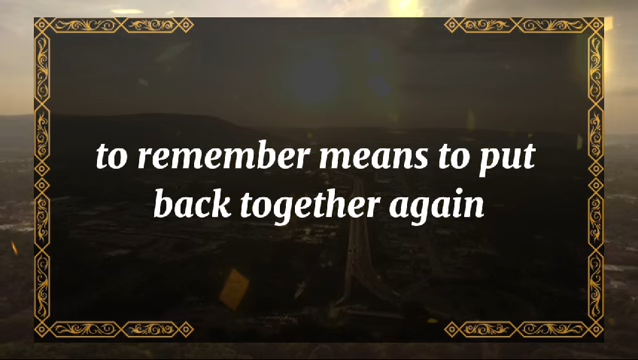 to remember means to put
back together again